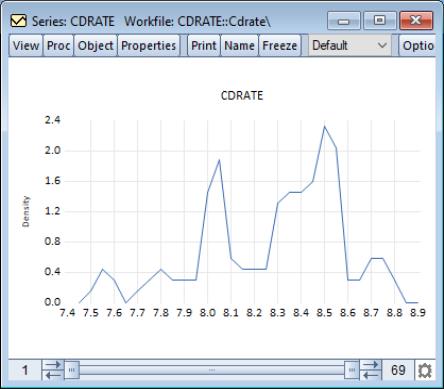 Series: CDRATE Workfile: CDRATE::Cdrate\
View Proc Object Properties Print Name Freeze Default Optio
CDRATE
Density
2.4
2.0
1.6
1.2
0.8
0.4
0.0
7.4 7.5 7.6 7.7 7.8 7.9 8.0 8.1 8.2 8.3 8.4 8.5 8.6 8.7 8.8 8.9
1 69